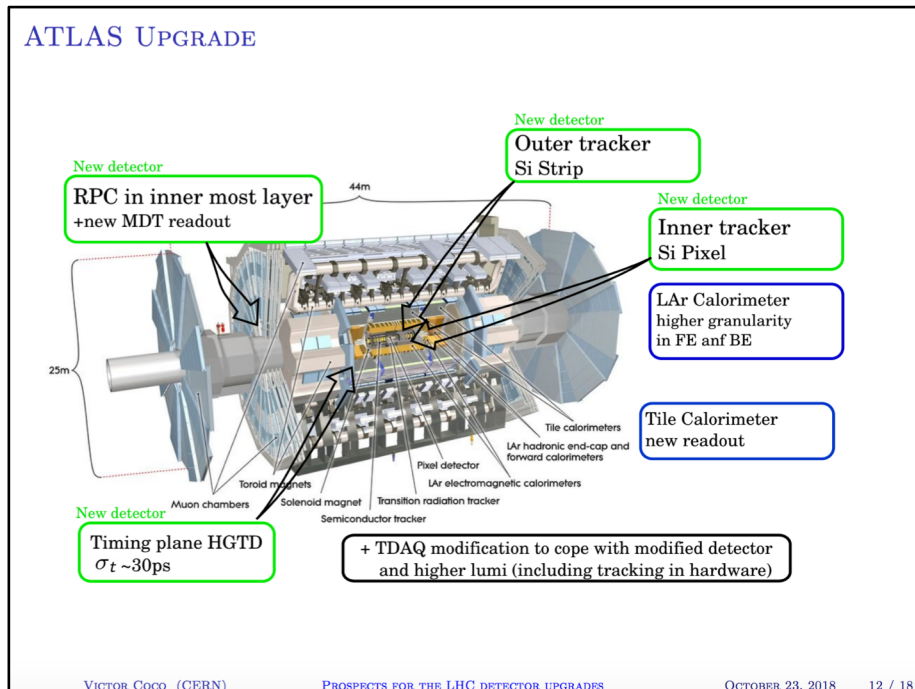 ATLAS Upgrade
New detector
Outer tracker
Si Strip
New detector
RPC in inner most layer
+new MDT readout
44m
New detector
Inner tracker
Si Pixel
LAr Calorimeter
higher granularity
in FE anf BE
25m
Tile Calorimeter
new readout
Tile calorimeters
LAr hadronic end-cap and
forward calorimeters
Pixel detector
LAr electromagnetic calorimeters
Toroid magnets
Muon chambers
Solenoid magnet
Transition radiation tracker
Semiconductor tracker
New detector
Timing plane HGTD
σt ~30ps
+ TDAQ modification to cope with modified detector
and higher lumi (including tracking in hardware)
Victor Coco (CERN)
Prospects for the LHC detector upgrades
October 23, 2018
12 / 18